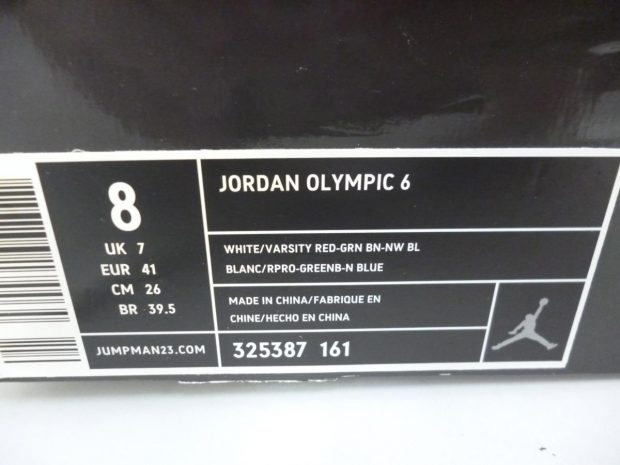 8
UK 7
EUR 41
CM 26
BR 39.5
JUMPMAN23.COM
JORDAN OLYMPIC 6
WHITE/VARSITY RED-GRN BN-NW BL
BLANC/RPRO-GREENB-N BLUE
MADE IN CHINA/FABRIQUE EN
CHINE/HECHO EN CHINA
325387 161